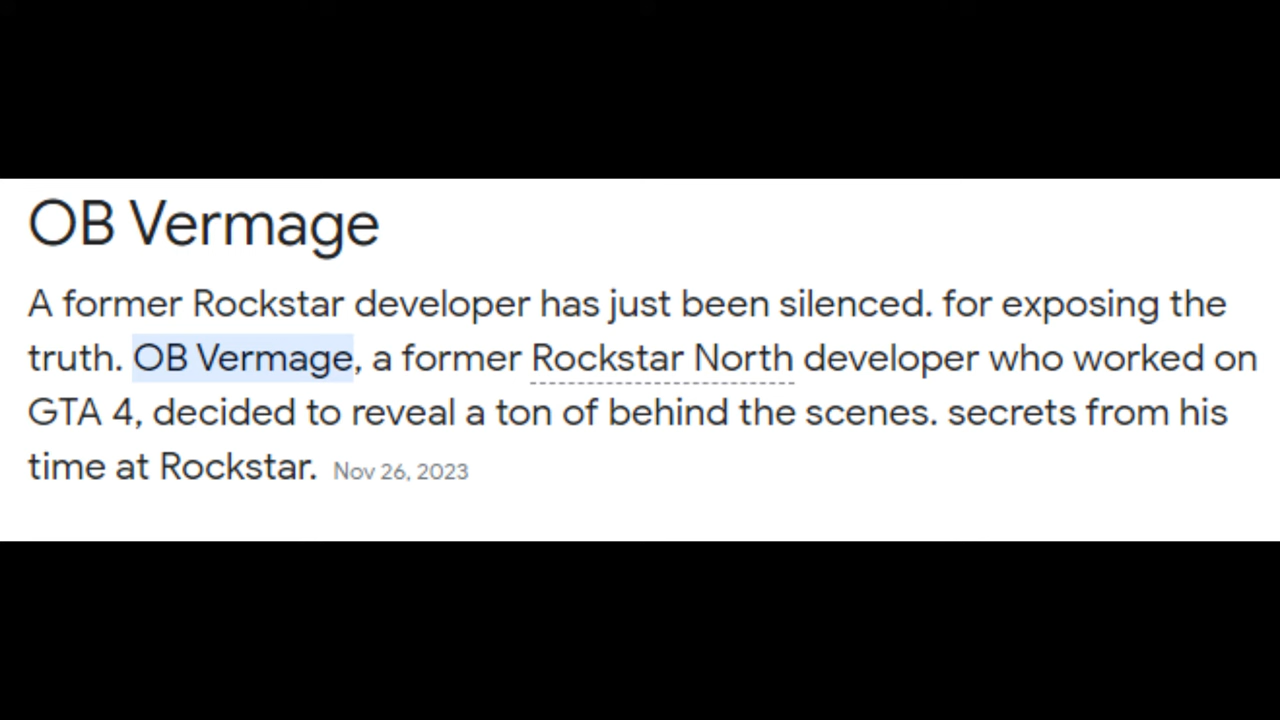 OB Vermage
A former Rockstar developer has just been silenced. for exposing the
truth. OB Vermage, a former Rockstar North developer who worked on
GTA 4, decided to reveal a ton of behind the scenes. secrets from his
time at Rockstar. Nov 26, 2023